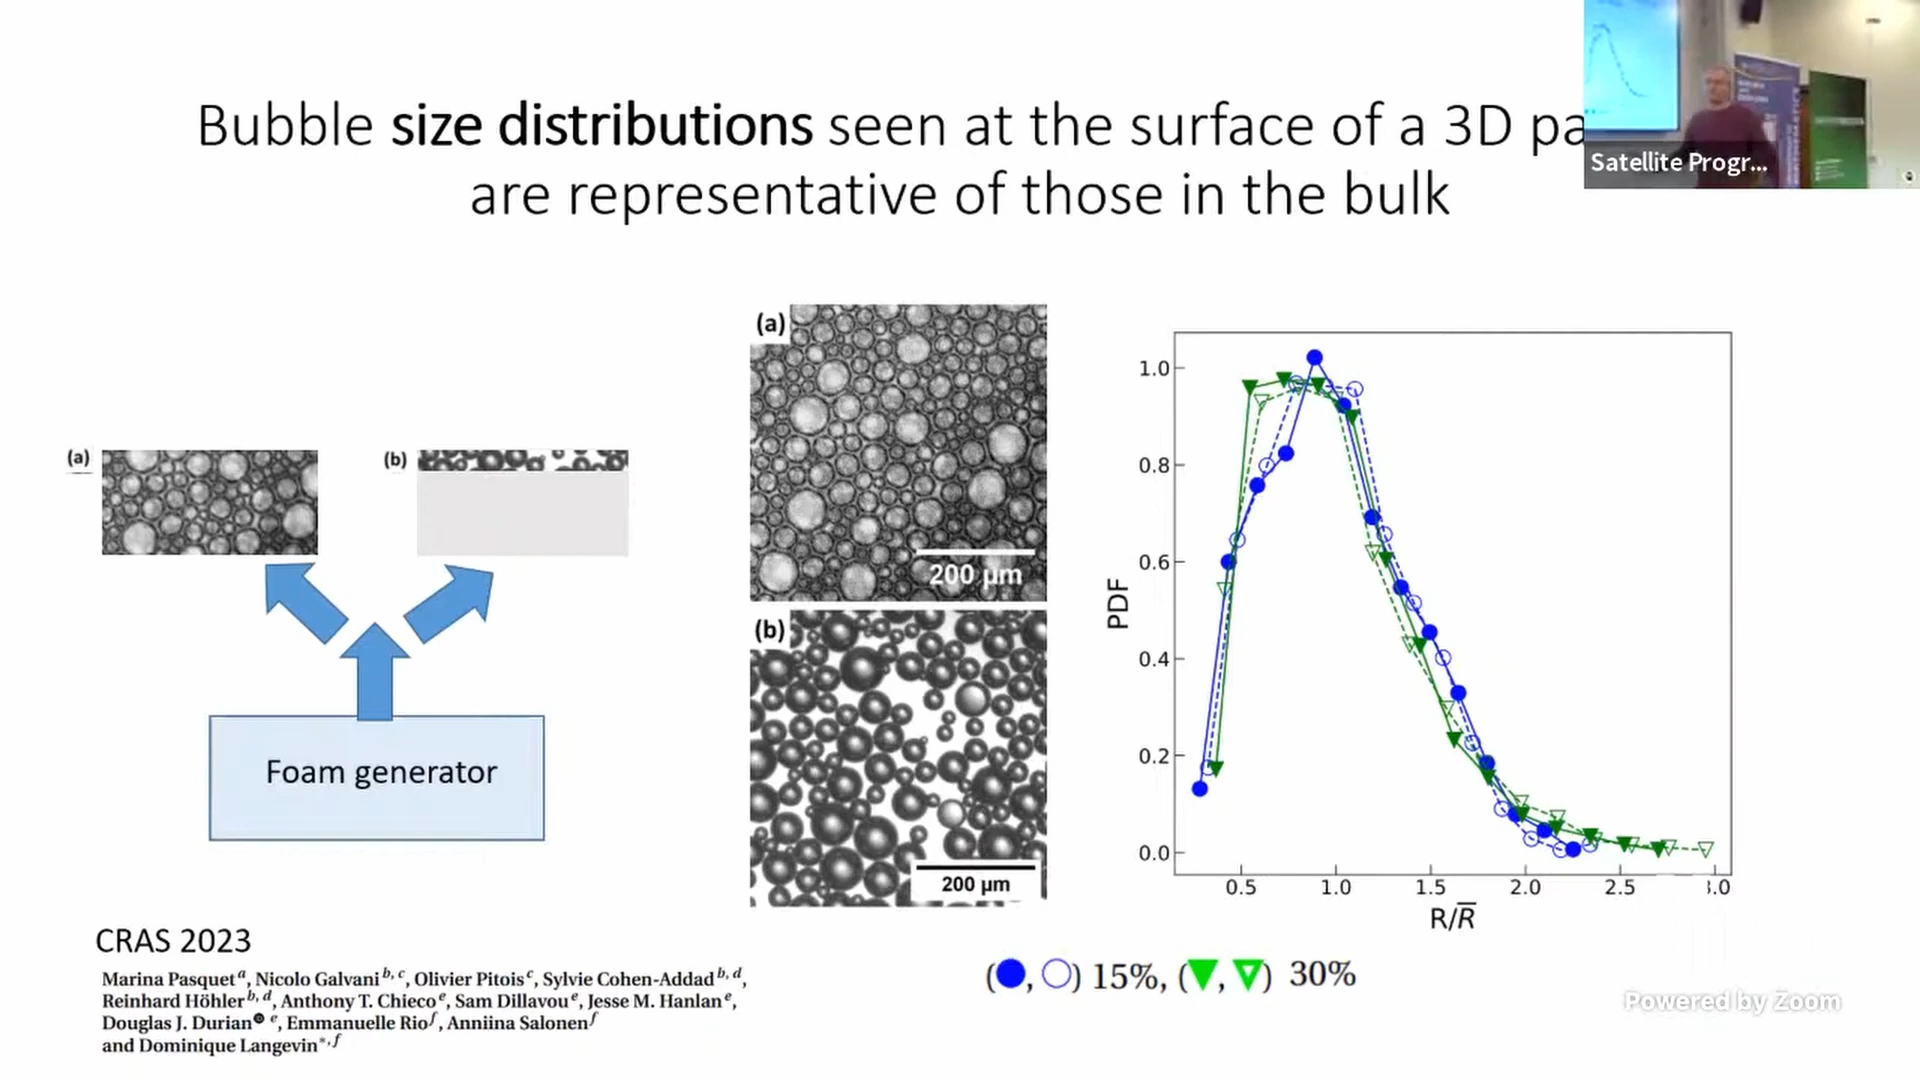 Bubble size distributions seen at the surface of a 3D pa
are representative of those in the bulk
Satellite Progr...
(a)
(b)
Foam generator
(a)
200 µm
(b)
200 µm
1.0
0.8
0.6
0.4
0.2
0.0
PDF
0.5 1.0 1.5 2.0 2.5 3.0
R/R̅
(●, ○) 15%, (▼, ▽) 30%
CRAS 2023
Marina Pasquet a, Nicolo Galvani b, c, Olivier Pitois c, Sylvie Cohen-Addad b, d,
Reinhard Höhler b, d, Anthony T. Chieco e, Sam Dillavou e, Jesse M. Hanlan e,
Douglas J. Durian e, Emmanuelle Rio f, Anniina Salonen f
and Dominique Langevin *, f
Powered by Zoom